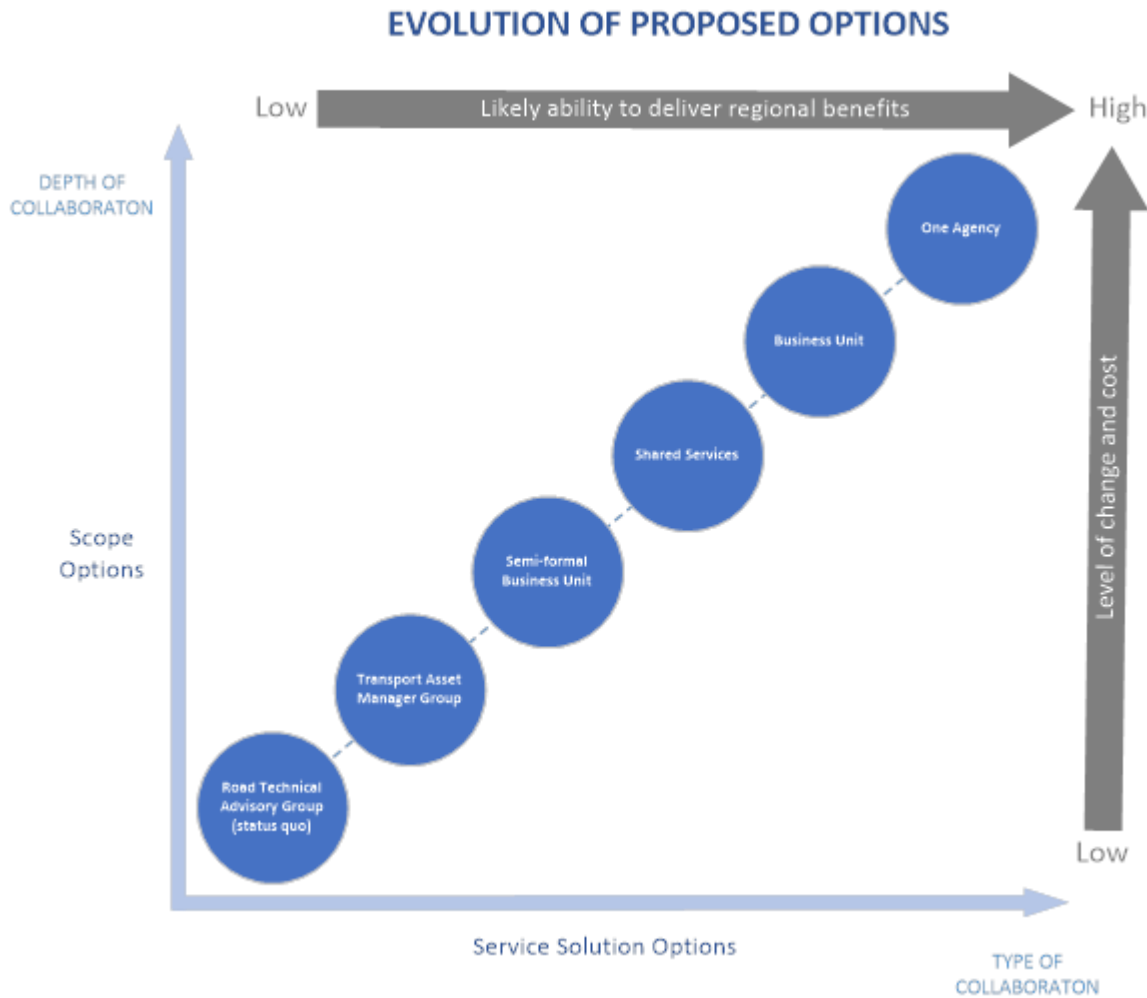 EVOLUTION OF PROPOSED OPTIONS
Low
Likely ability to deliver regional benefits
High
DEPTH OF
COLLABORATON
One Agency
Business Unit
Shared Services
Level of change and cost
Scope
Options
Semi-formal
Business Unit
Transport Asset
Manager Group
Road Technical
Advisory Group
(status quo)
Low
Service Solution Options
TYPE OF
COLLABORATON